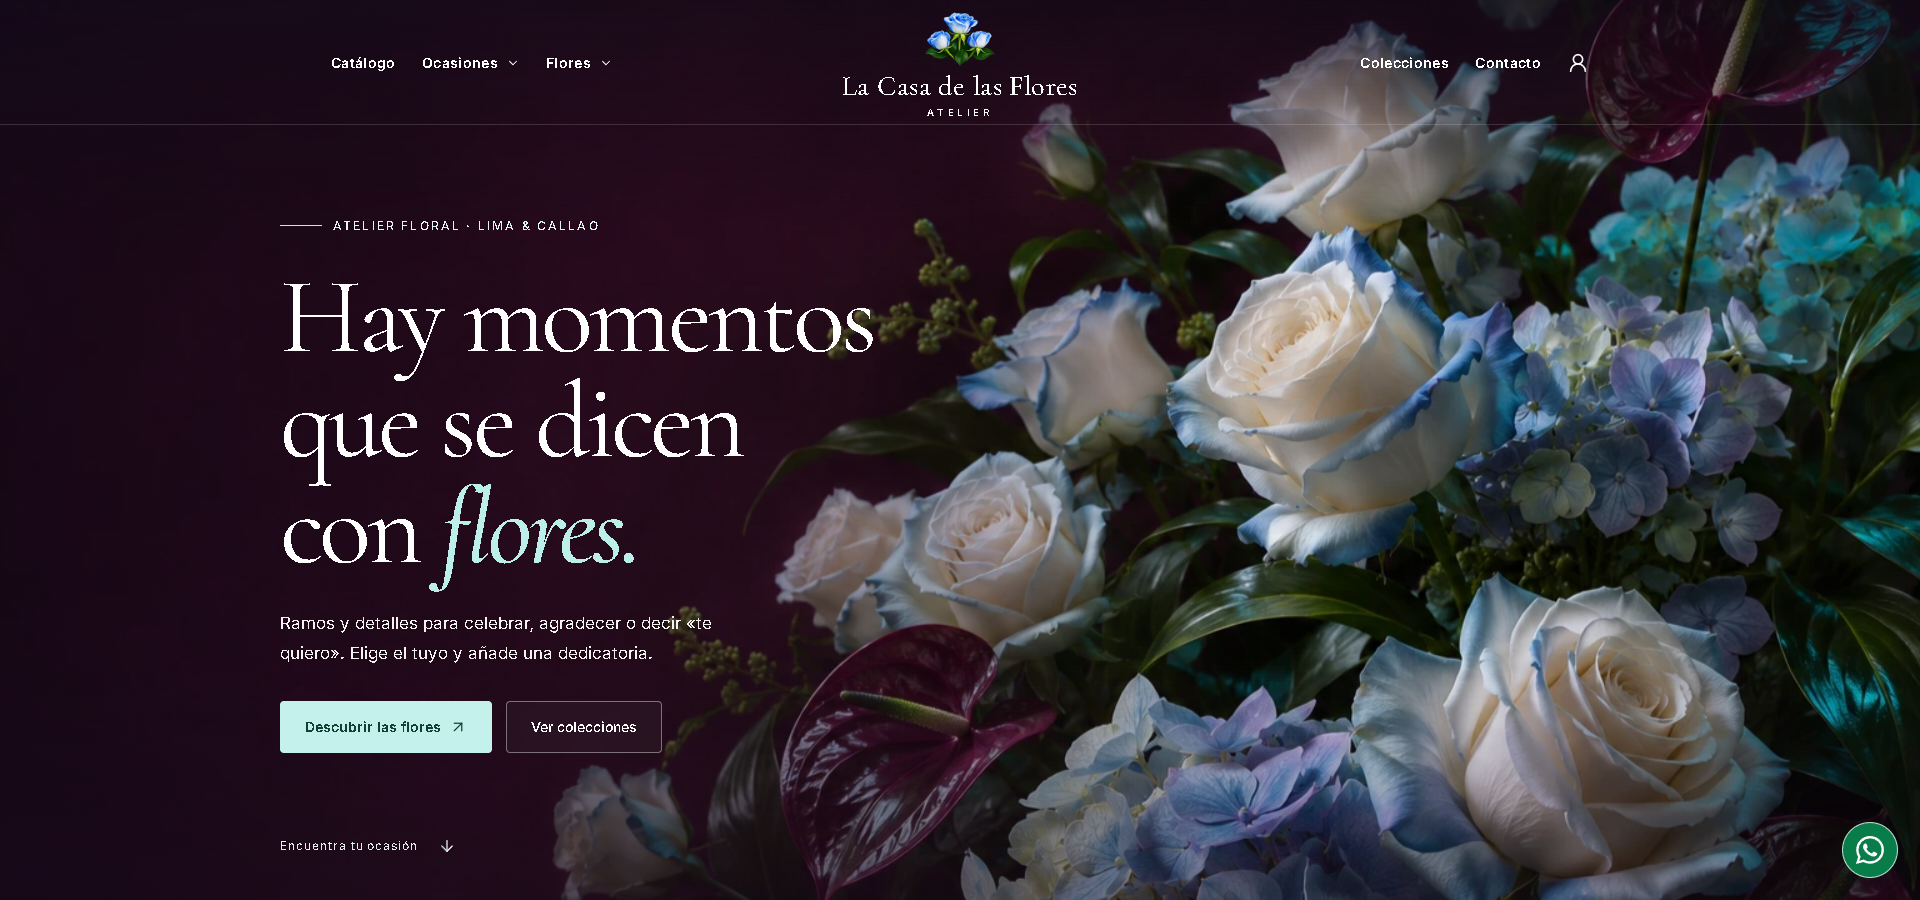 Catálogo
Ocasiones
Flores
La Casa de las Flores
ATELIER
Colecciones
Contacto
ATELIER FLORAL · LIMA & CALLAO
Hay momentos
que se dicen
con flores.
Ramos y detalles para celebrar, agradecer o decir «te
quiero». Elige el tuyo y añade una dedicatoria.
Descubrir las flores
Ver colecciones
Encuentra tu ocasión